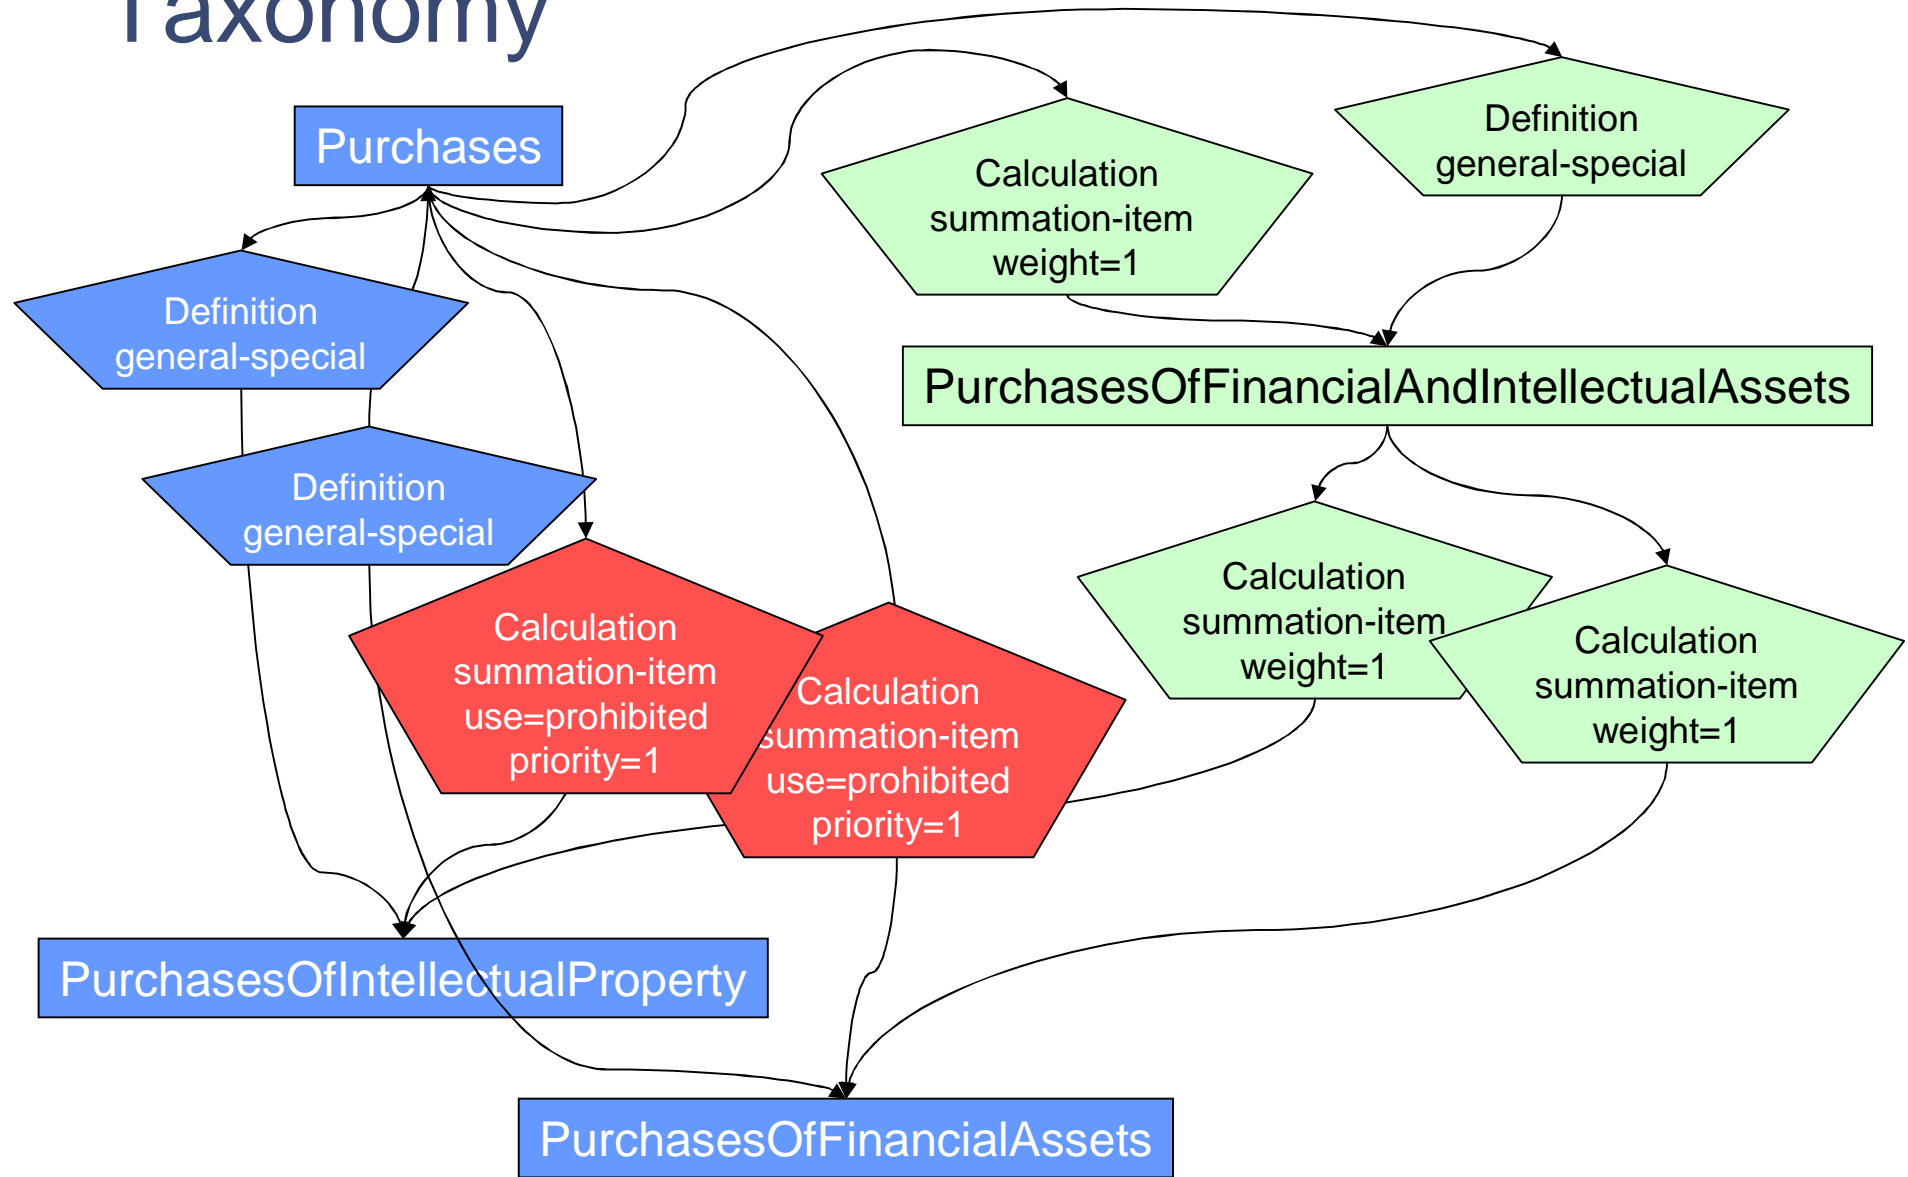 Taxonomy
Purchases
Definition
general-special
Calculation
summation-item
weight=1
Definition
general-special
PurchasesOfFinancialAndIntellectualAssets
Definition
general-special
Calculation
summation-item
use=prohibited
priority=1
Calculation
summation-item
use=prohibited
priority=1
Calculation
summation-item
weight=1
Calculation
summation-item
weight=1
PurchasesOfIntellectualProperty
PurchasesOfFinancialAssets